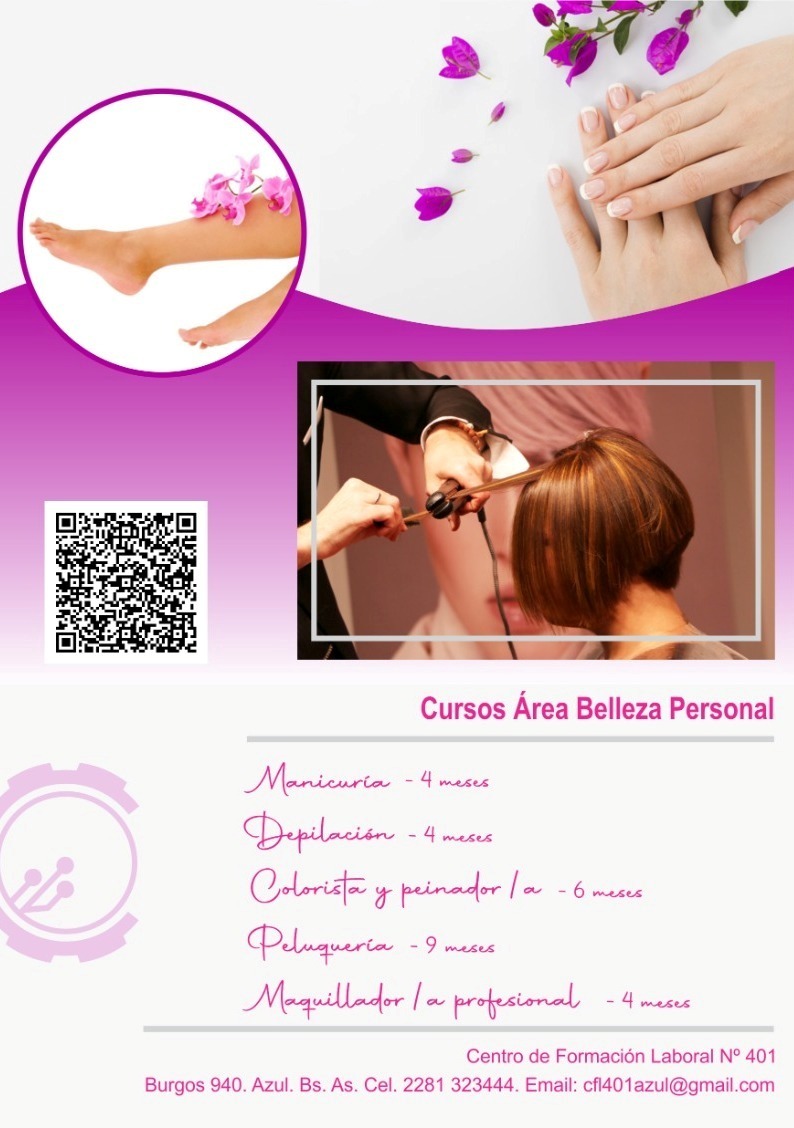 Cursos Área Belleza Personal
Manicuría - 4 meses
Depilación - 4 meses
Colorista y peinador/a - 6 meses
Peluquería - 9 meses
Maquillador/a profesional - 4 meses
Centro de Formación Laboral Nº 401
Burgos 940. Azul. Bs. As. Cel. 2281 323444. Email: cfl401azul@gmail.com